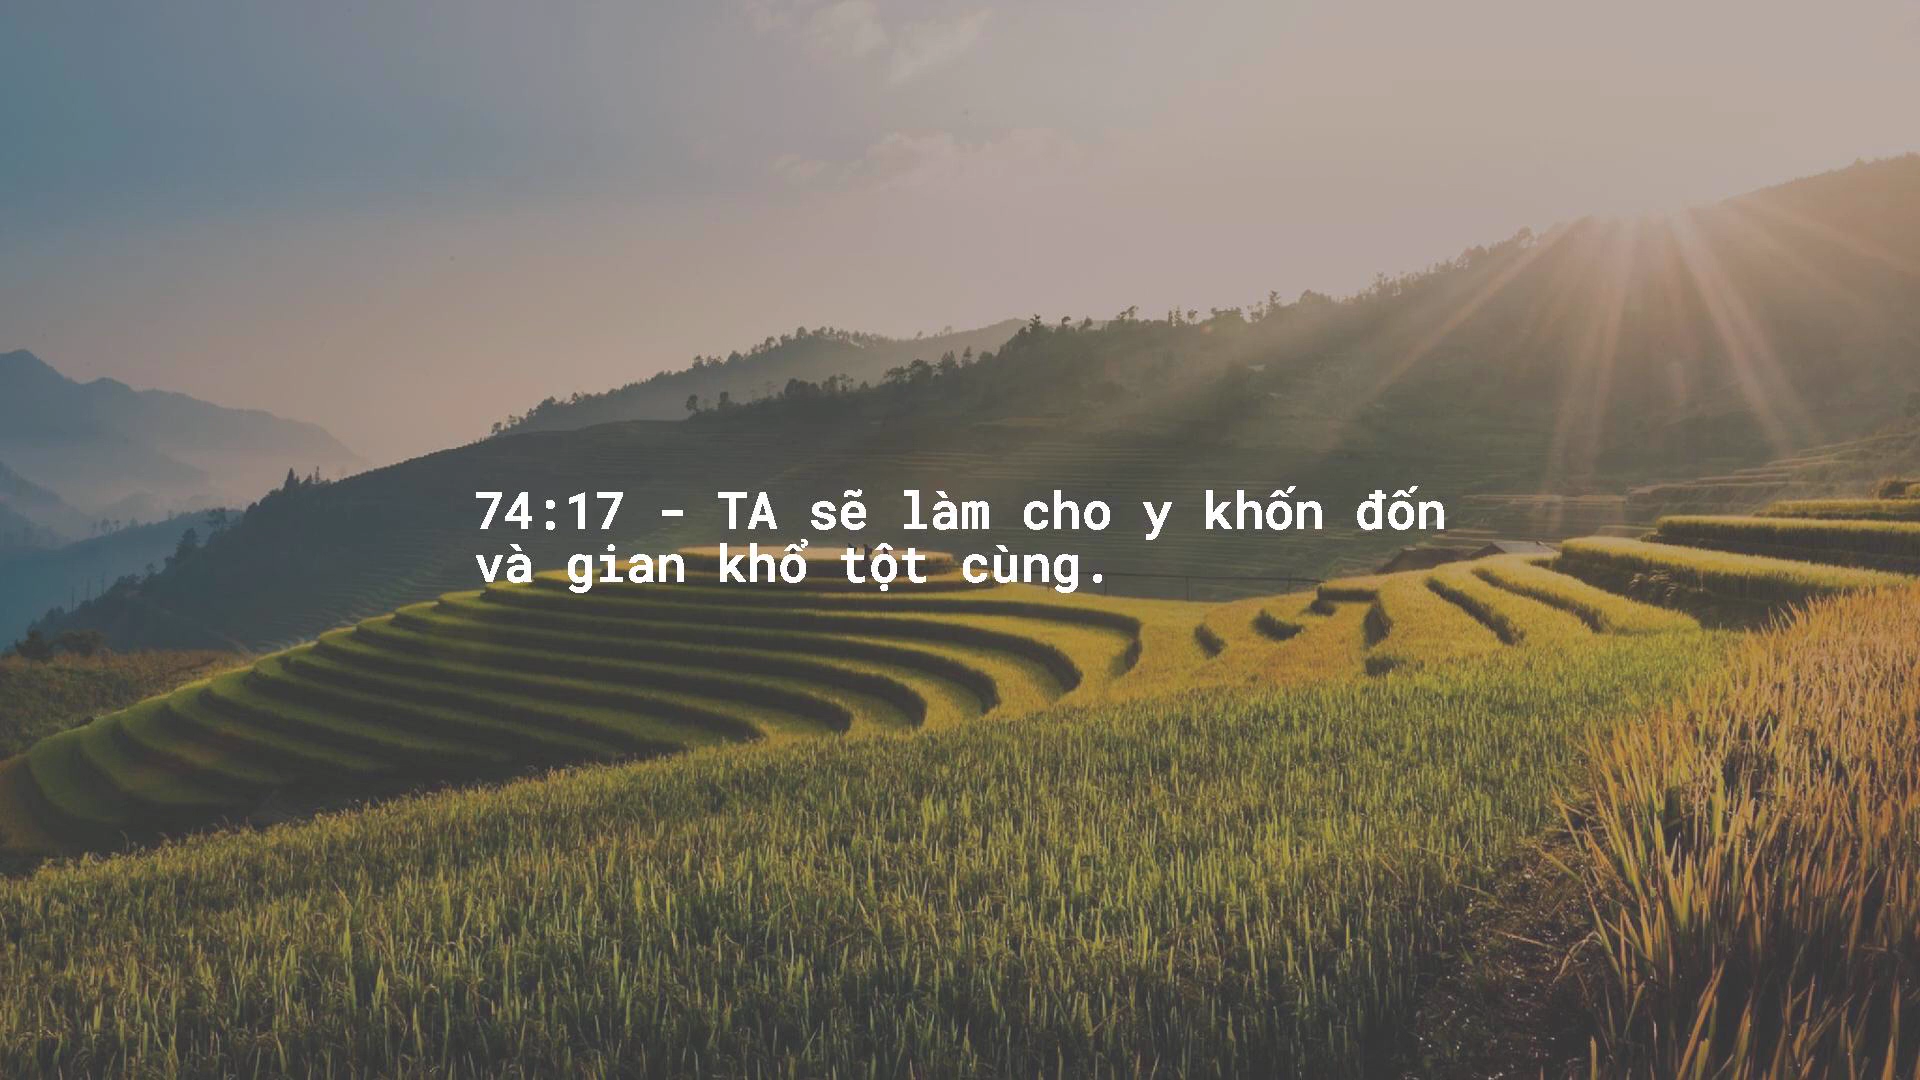 74:17 - TA sẽ làm cho y khốn đốn
và gian khổ tột cùng.